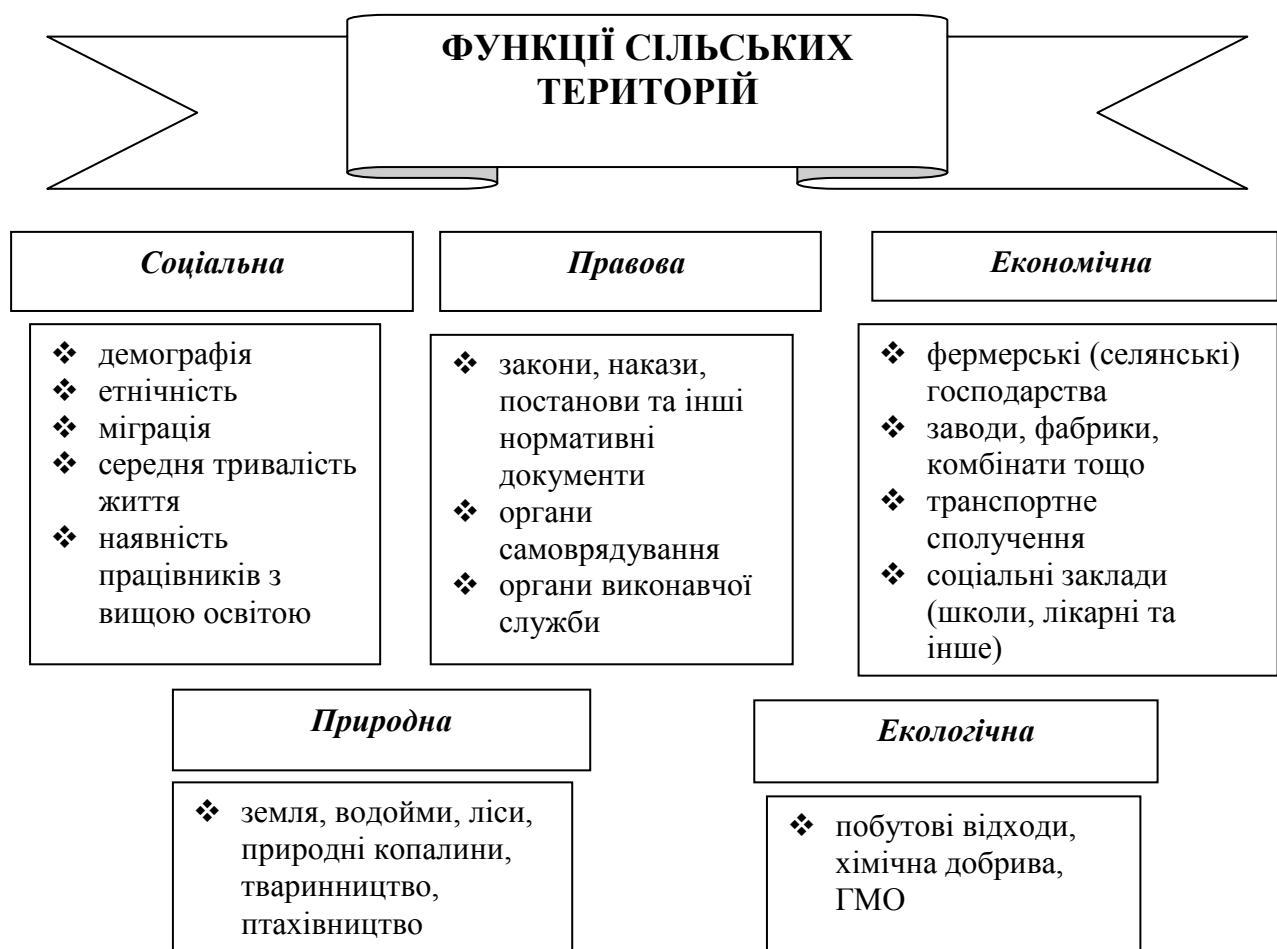 ФУНКЦІЇ СІЛЬСЬКИХ
ТЕРИТОРІЙ
Соціальна
❖ демографія
❖ етнічність
❖ міграція
❖ середня тривалість
життя
❖ наявність
працівників з
вищою освітою
Правова
❖ закони, накази,
постанови та інші
нормативні
документи
❖ органи
самоврядування
❖ органи виконавчої
служби
Економічна
❖ фермерські (селянські)
господарства
❖ заводи, фабрики,
комбінати тощо
❖ транспортне
сполучення
❖ соціальні заклади
(школи, лікарні та
інше)
Природна
❖ земля, водойми, ліси,
природні копалини,
тваринництво,
птахівництво
Екологічна
❖ побутові відходи,
хімічна добрива,
ГМО